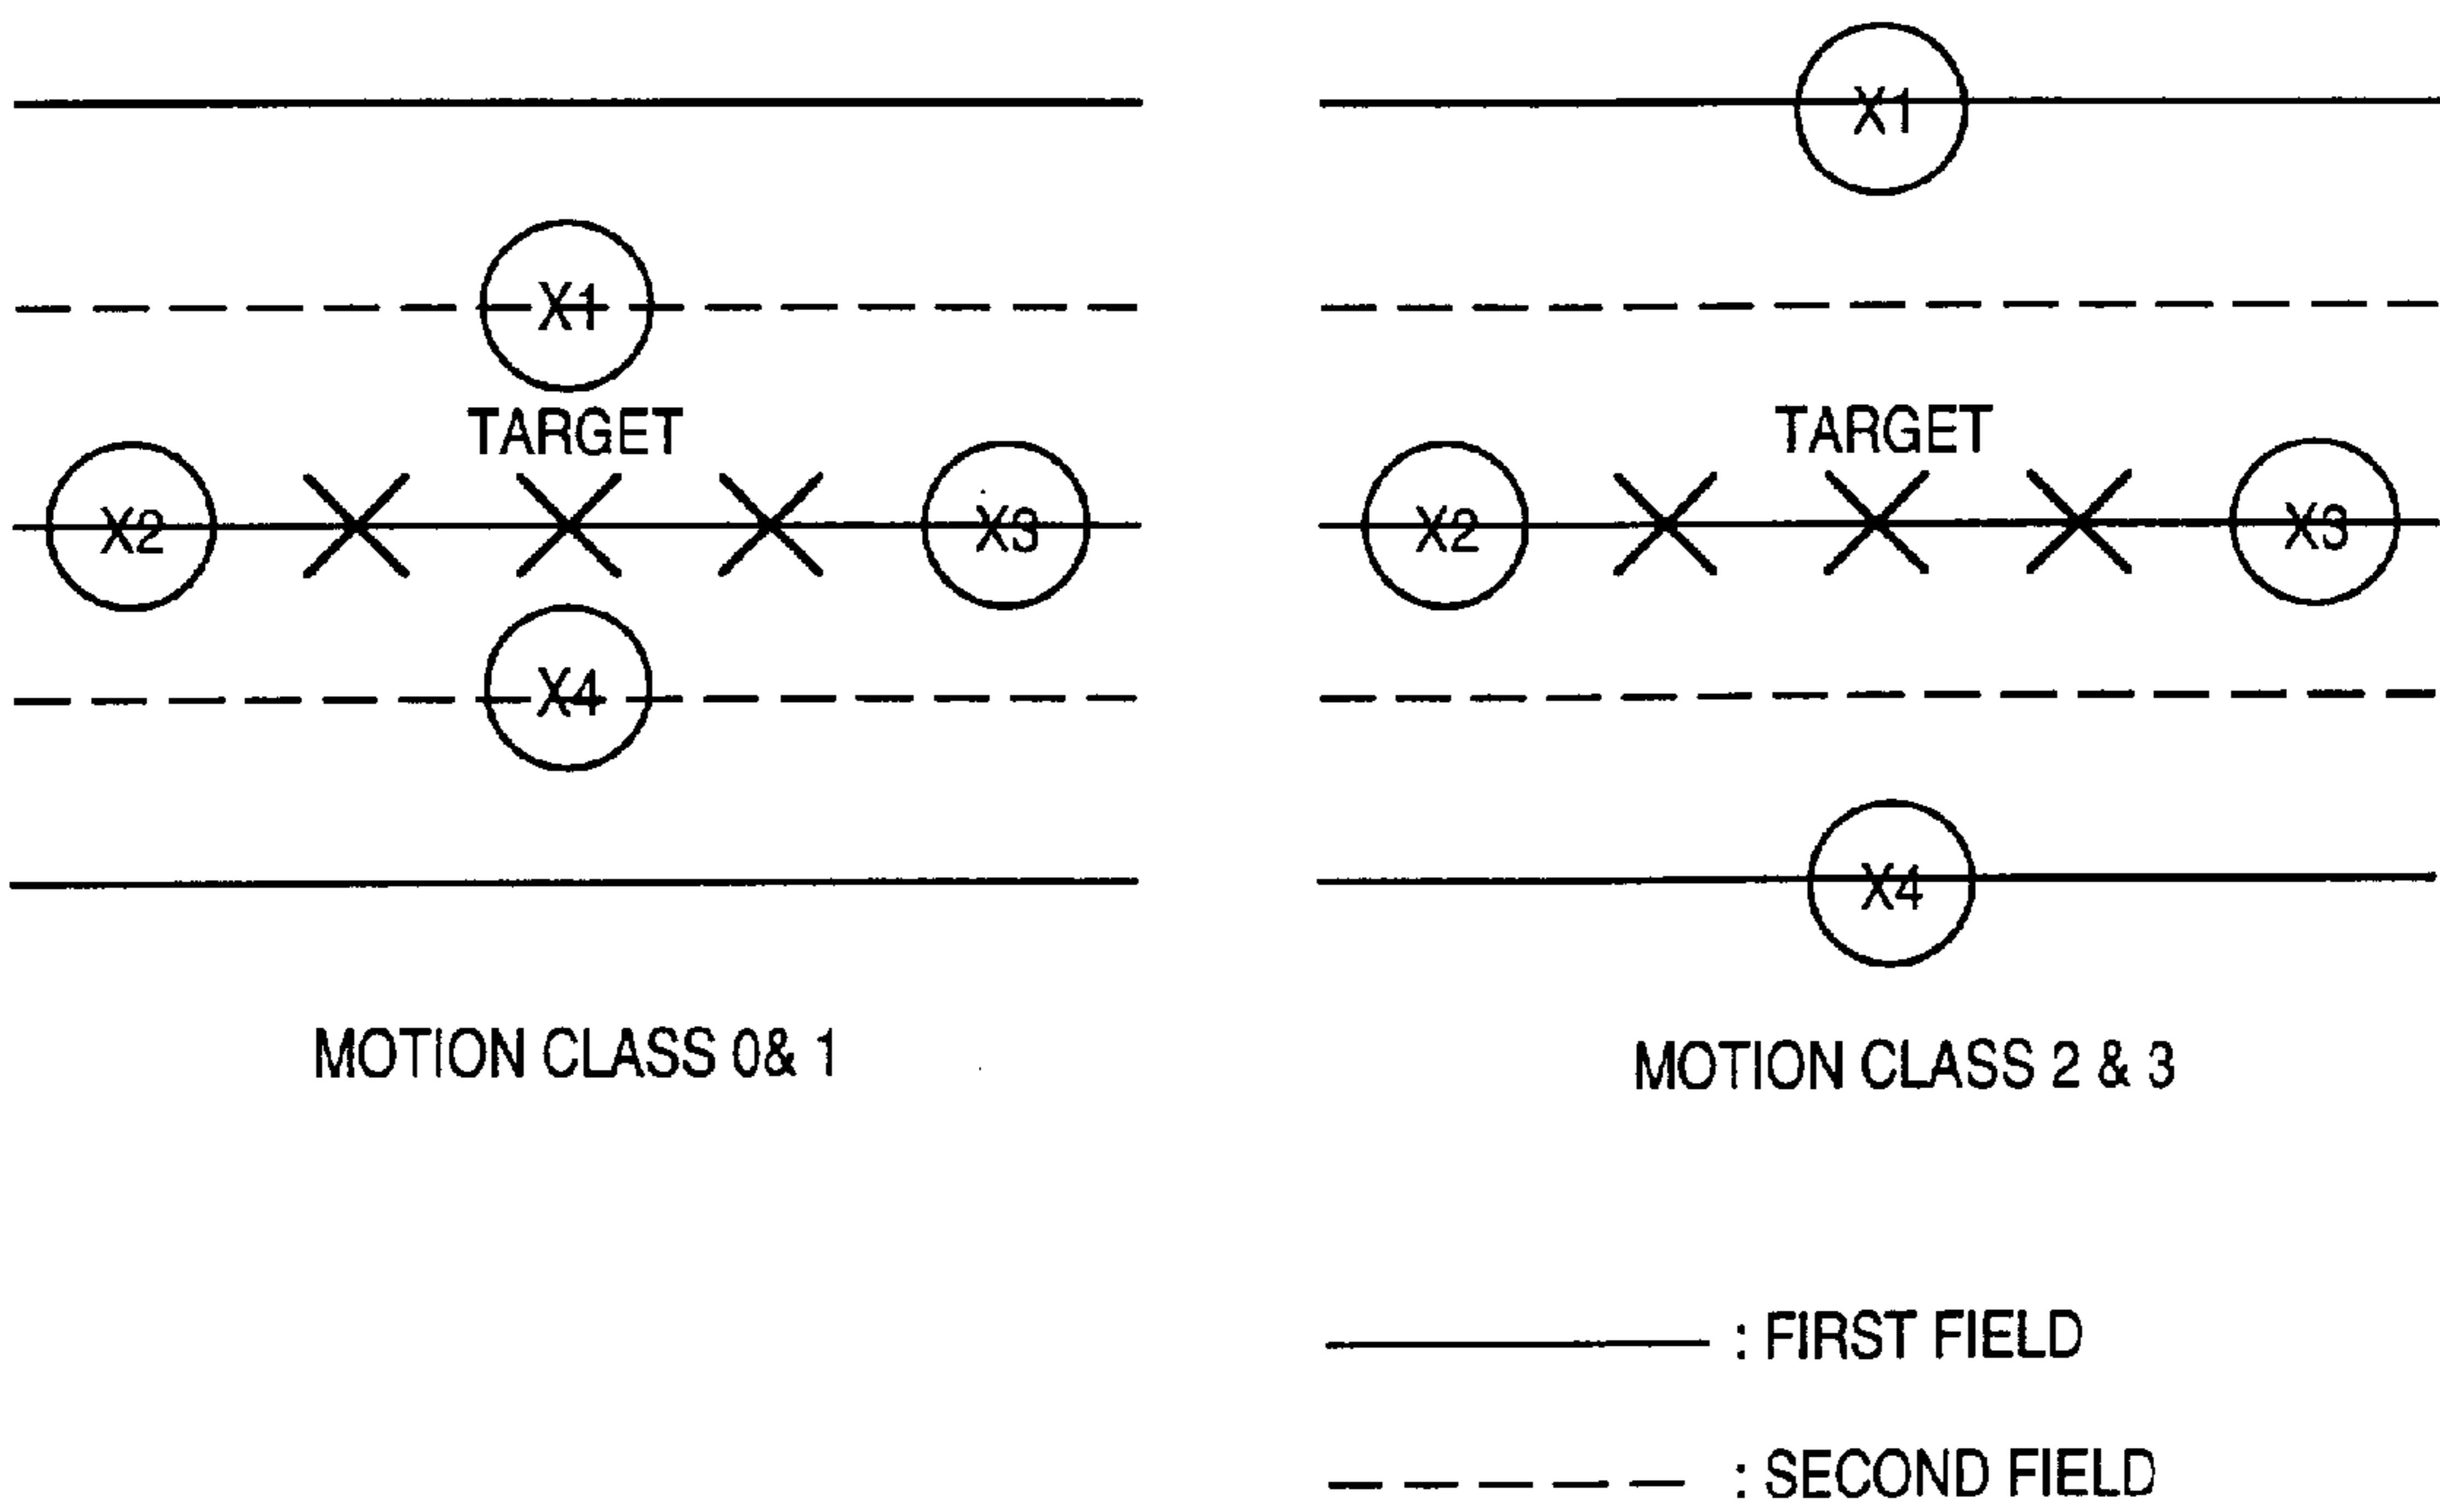 X1
TARGET
X2 X3
X4
MOTION CLASS 0& 1
X1
TARGET
X2 X3
X4
MOTION CLASS 2 & 3
: FIRST FIELD
: SECOND FIELD